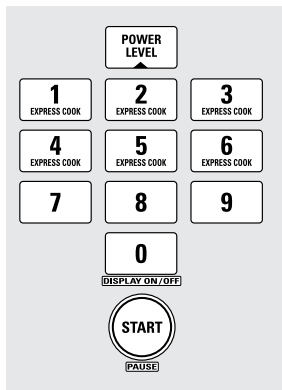 POWER
LEVEL
1 2 3
EXPRESS COOK EXPRESS COOK EXPRESS COOK
4 5 6
EXPRESS COOK EXPRESS COOK EXPRESS COOK
7 8 9
0
DISPLAY ON/OFF
START
PAUSE